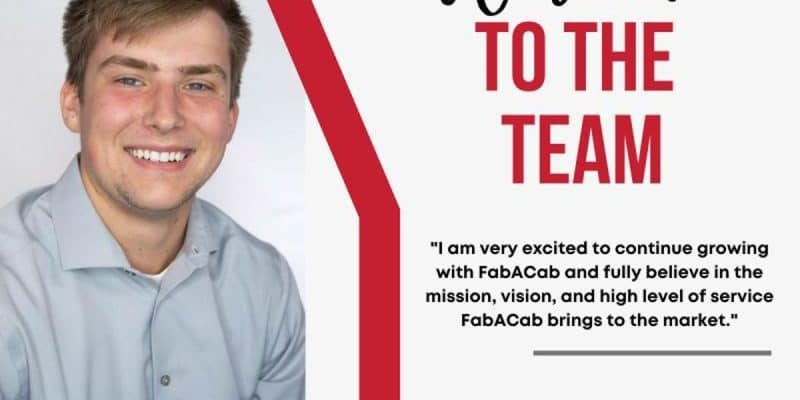 TO THE
TEAM
"I am very excited to continue growing
with FabACab and fully believe in the
mission, vision, and high level of service
FabACab brings to the market."